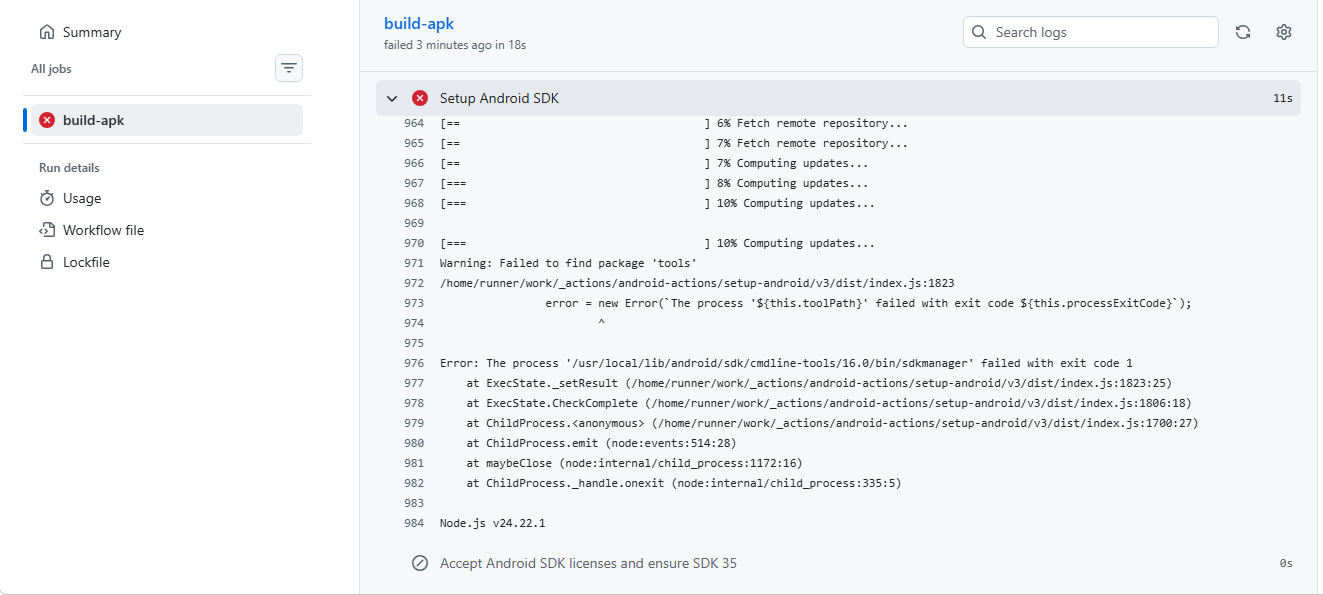 Summary
All jobs
build-apk
Run details
Usage
Workflow file
Lockfile
build-apk
failed 3 minutes ago in 18s
Search logs
Setup Android SDK 11s
964 [== ] 6% Fetch remote repository...
965 [== ] 7% Fetch remote repository...
966 [== ] 7% Computing updates...
967 [=== ] 8% Computing updates...
968 [=== ] 10% Computing updates...
969
970 [=== ] 10% Computing updates...
971 Warning: Failed to find package 'tools'
972 /home/runner/work/_actions/android-actions/setup-android/v3/dist/index.js:1823
973 error = new Error(`The process '${this.toolPath}' failed with exit code ${this.processExitCode}`);
974 ^
975
976 Error: The process '/usr/local/lib/android/sdk/cmdline-tools/16.0/bin/sdkmanager' failed with exit code 1
977 at ExecState._setResult (/home/runner/work/_actions/android-actions/setup-android/v3/dist/index.js:1823:25)
978 at ExecState.CheckComplete (/home/runner/work/_actions/android-actions/setup-android/v3/dist/index.js:1806:18)
979 at ChildProcess.<anonymous> (/home/runner/work/_actions/android-actions/setup-android/v3/dist/index.js:1700:27)
980 at ChildProcess.emit (node:events:514:28)
981 at maybeClose (node:internal/child_process:1172:16)
982 at ChildProcess._handle.onexit (node:internal/child_process:335:5)
983
984 Node.js v24.22.1
Accept Android SDK licenses and ensure SDK 35 0s